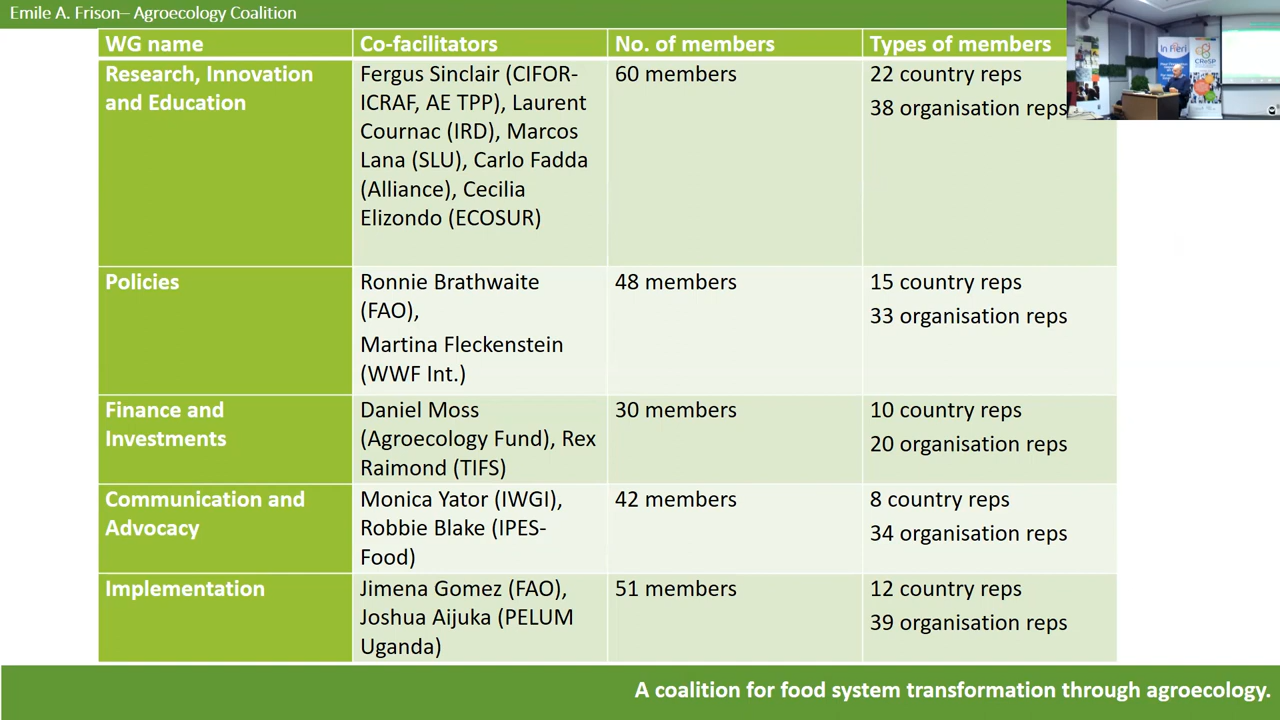 Emile A. Frison– Agroecology Coalition
WG name
Co-facilitators
No. of members
Types of members
Research, Innovation
and Education
Fergus Sinclair (CIFOR-
ICRAF, AE TPP), Laurent
Cournac (IRD), Marcos
Lana (SLU), Carlo Fadda
(Alliance), Cecilia
Elizondo (ECOSUR)
60 members
22 country reps
38 organisation reps
Policies
Ronnie Brathwaite
(FAO),
Martina Fleckenstein
(WWF Int.)
48 members
15 country reps
33 organisation reps
Finance and
Investments
Daniel Moss
(Agroecology Fund), Rex
Raimond (TIFS)
30 members
10 country reps
20 organisation reps
Communication and
Advocacy
Monica Yator (IWGI),
Robbie Blake (IPES-
Food)
42 members
8 country reps
34 organisation reps
Implementation
Jimena Gomez (FAO),
Joshua Aijuka (PELUM
Uganda)
51 members
12 country reps
39 organisation reps
A coalition for food system transformation through agroecology.
In Fieri
CReSP